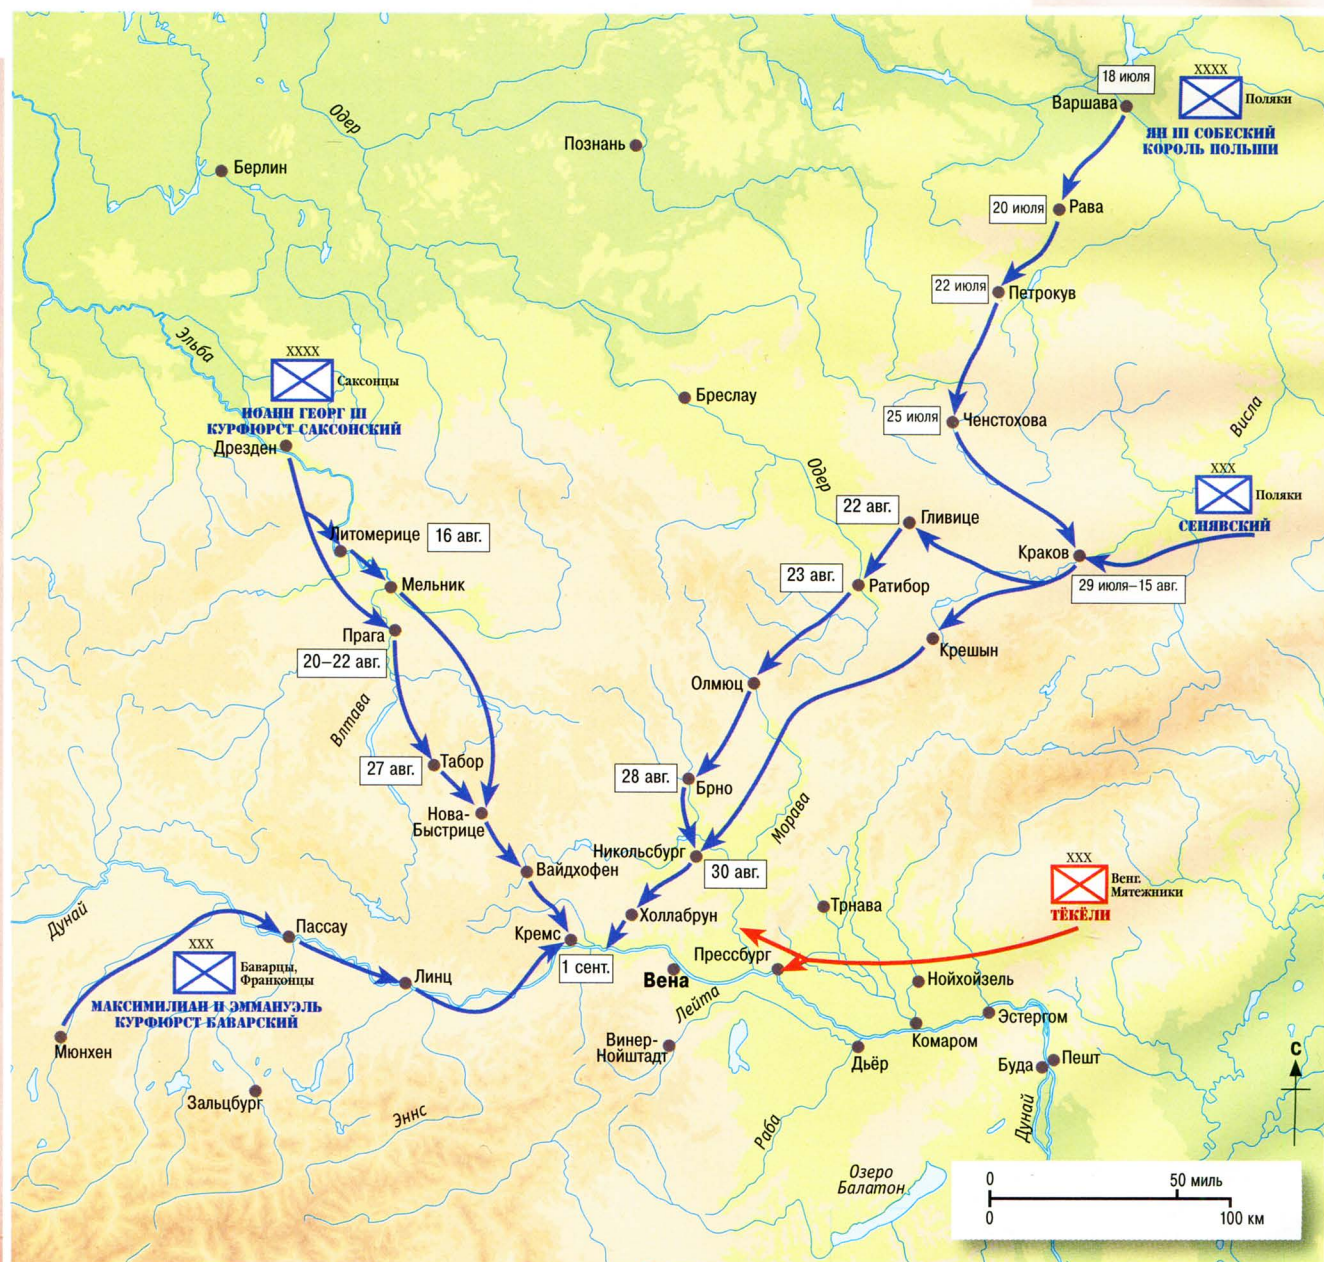 18 июля
XXXX
Поляки
Варшава
ЯН III СОБЕСКИЙ
КОРОЛЬ ПОЛЬШИ
Одер
Познань
Берлин
20 июля
Рава
22 июля
Петрокув
Эльба
XXXX
Саксонцы
ИОАНН ГЕОРГ III
КУРФЮРСТ САКСОНСКИЙ
Дрезден
Бреслау
25 июля
Ченстохова
Висла
Одер
XXX
Поляки
СЕНЯВСКИЙ
22 авг.
Гливице
Литомерице
16 авг.
Краков
29 июля–15 авг.
23 авг.
Ратибор
Мельник
Прага
20–22 авг.
Крешын
Олмюц
Влтава
27 авг.
Табор
28 авг.
Брно
Нова-
Быстрице
Морава
Никольсбург
30 авг.
Вайдхофен
XXX
Венг.
Мятежники
ТЁКЁЛИ
Дунай
Пассау
Холлабрун
Трнава
Кремс
1 сент.
Вена
Прессбург
XXX
Баварцы,
Франконцы
МАКСИМИЛИАН II ЭММАНУЭЛЬ
КУРФЮРСТ БАВАРСКИЙ
Линц
Лейта
Нойхойзель
Эстергом
Мюнхен
Винер-
Нойштадт
Комаром
Дьёр
Буда
Пешт
С
Зальцбург
Эннс
Раба
Дунай
Озеро
Балатон
0
50 миль
0
100 км